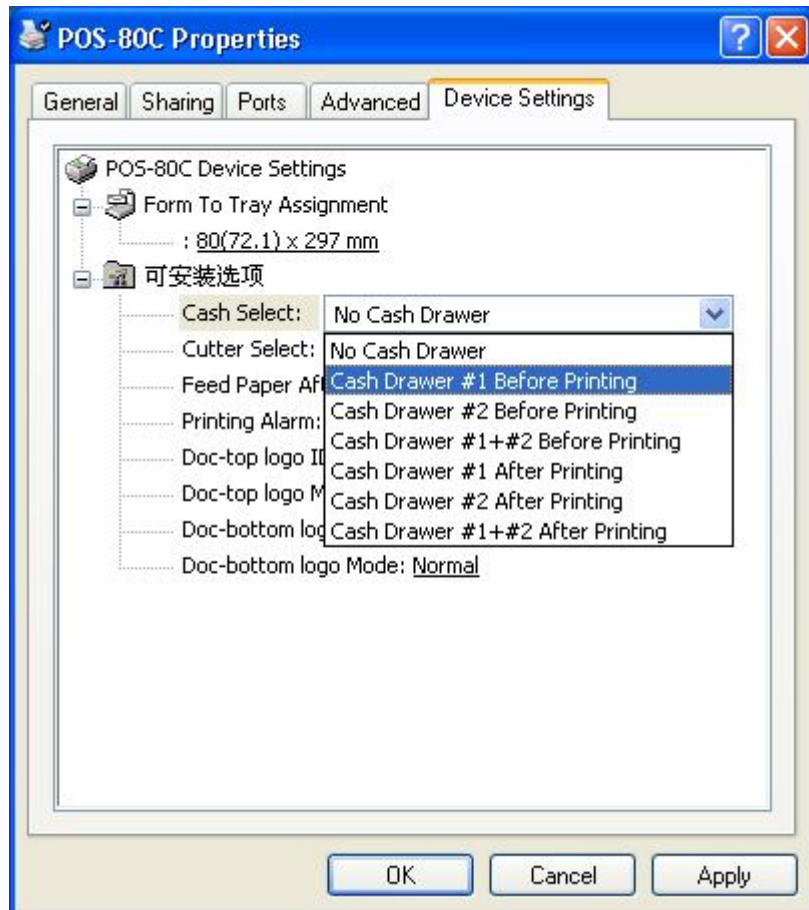 POS-80C Properties
General Sharing Ports Advanced Device Settings
POS-80C Device Settings
Form To Tray Assignment
: 80(72.1) x 297 mm
可安装选项
Cash Select: No Cash Drawer
Cutter Select: No Cash Drawer
Feed Paper Af Cash Drawer #1 Before Printing
Cash Drawer #2 Before Printing
Printing Alarm: Cash Drawer #1+#2 Before Printing
Doc-top logo I Cash Drawer #1 After Printing
Doc-top logo M Cash Drawer #2 After Printing
Doc-bottom log Cash Drawer #1+#2 After Printing
Doc-bottom logo Mode: Normal
OK Cancel Apply